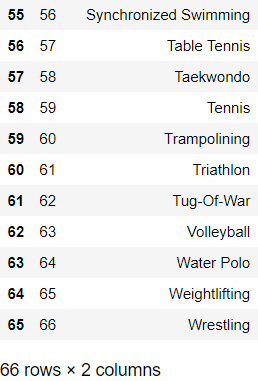 55 56 Synchronized Swimming
56 57 Table Tennis
57 58 Taekwondo
58 59 Tennis
59 60 Trampolining
60 61 Triathlon
61 62 Tug-Of-War
62 63 Volleyball
63 64 Water Polo
64 65 Weightlifting
65 66 Wrestling
66 rows × 2 columns